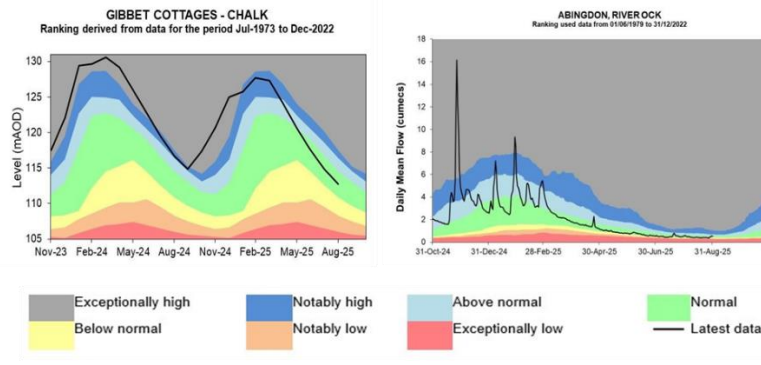 GIBBET COTTAGES - CHALK
Ranking derived from data for the period Jul-1973 to Dec-2022
Level (mAOD)
130
125
120
115
110
105
Nov-23 Feb-24 May-24 Aug-24 Nov-24 Feb-25 May-25 Aug-25
ABINGDON, RIVER OCK
Ranking used data from 01/06/1979 to 31/12/2022
Daily Mean Flow (cumecs)
18
16
14
12
10
8
6
4
2
0
31-Oct-24 31-Dec-24 28-Feb-25 30-Apr-25 30-Jun-25 31-Aug-25
Exceptionally high Notably high Above normal Normal
Below normal Notably low Exceptionally low Latest data